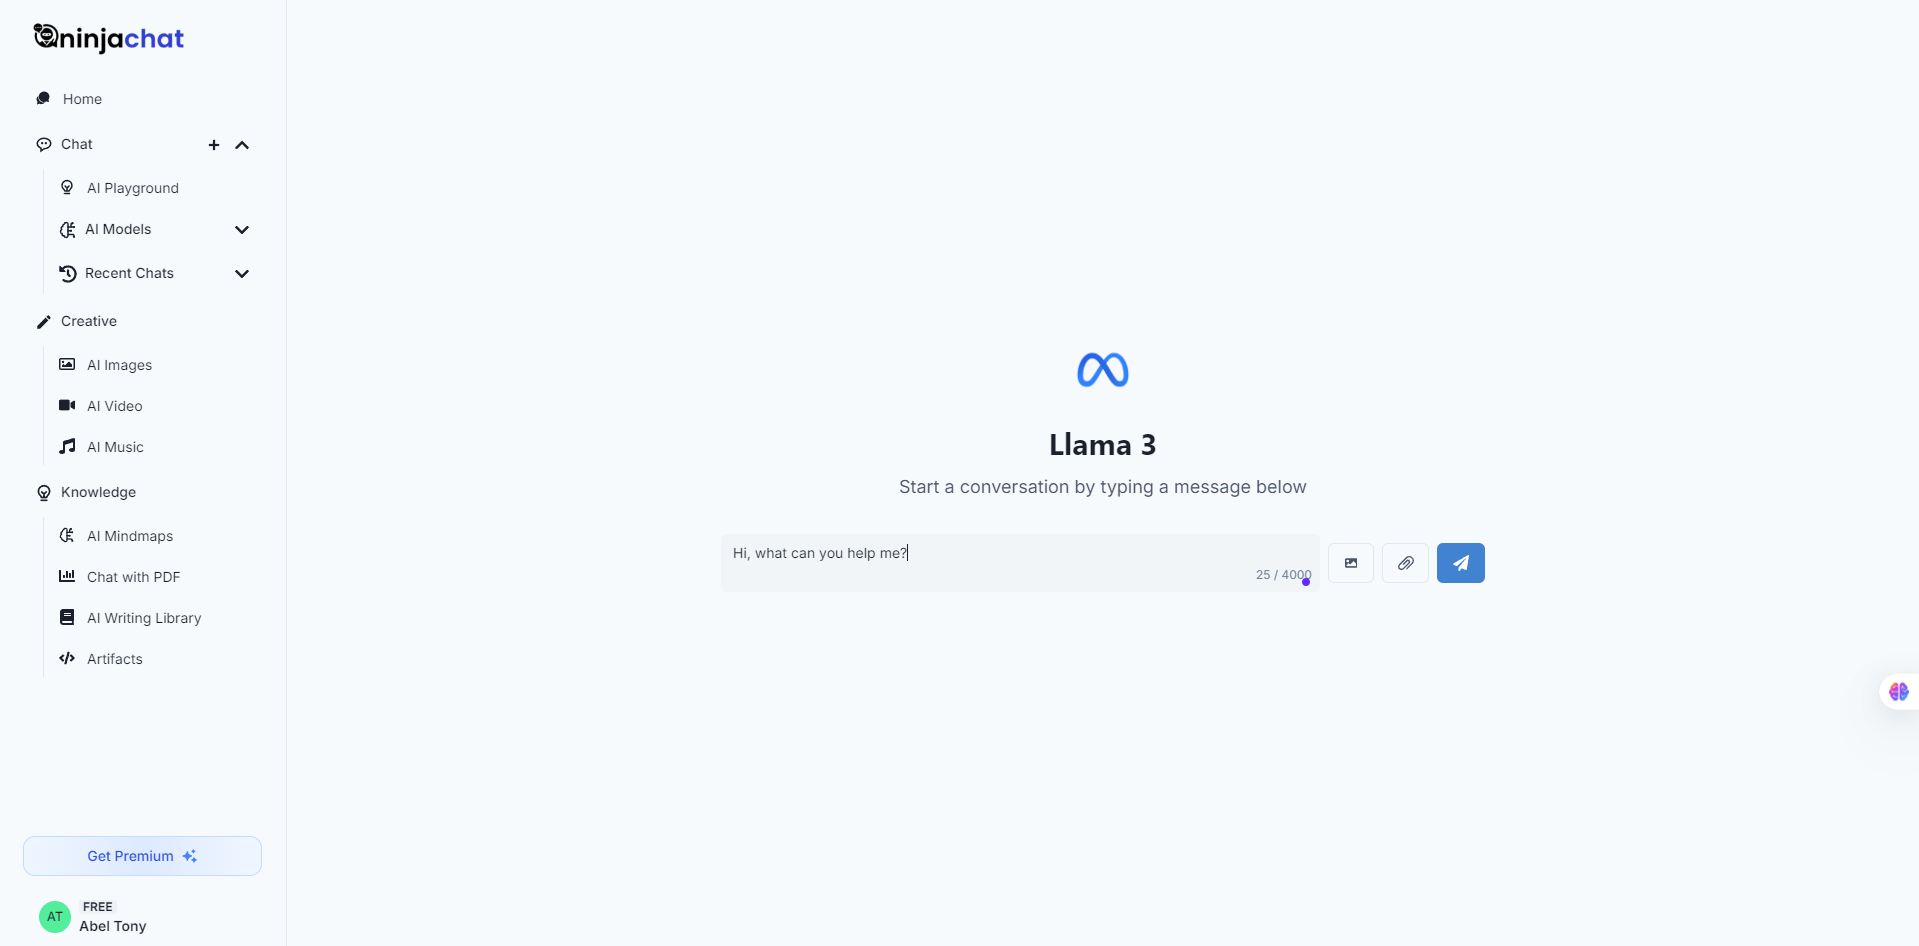 ninjachat
Home
Chat
AI Playground
AI Models
Recent Chats
Creative
AI Images
AI Video
AI Music
Knowledge
AI Mindmaps
Chat with PDF
AI Writing Library
Artifacts
Get Premium
AT
FREE
Abel Tony
Llama 3
Start a conversation by typing a message below
Hi, what can you help me?
25 / 4000